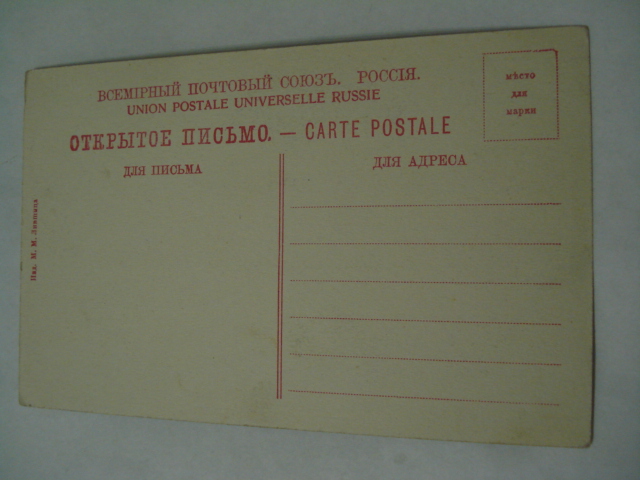 ВСЕМІРНЫЙ ПОЧТОВЫЙ СОЮЗЪ. РОССІЯ.
UNION POSTALE UNIVERSELLE RUSSIE
ОТКРЫТОЕ ПИСЬМО. — CARTE POSTALE
мѣсто
для
марки
ДЛЯ ПИСЬМА
ДЛЯ АДРЕСА
Изд. М. М.